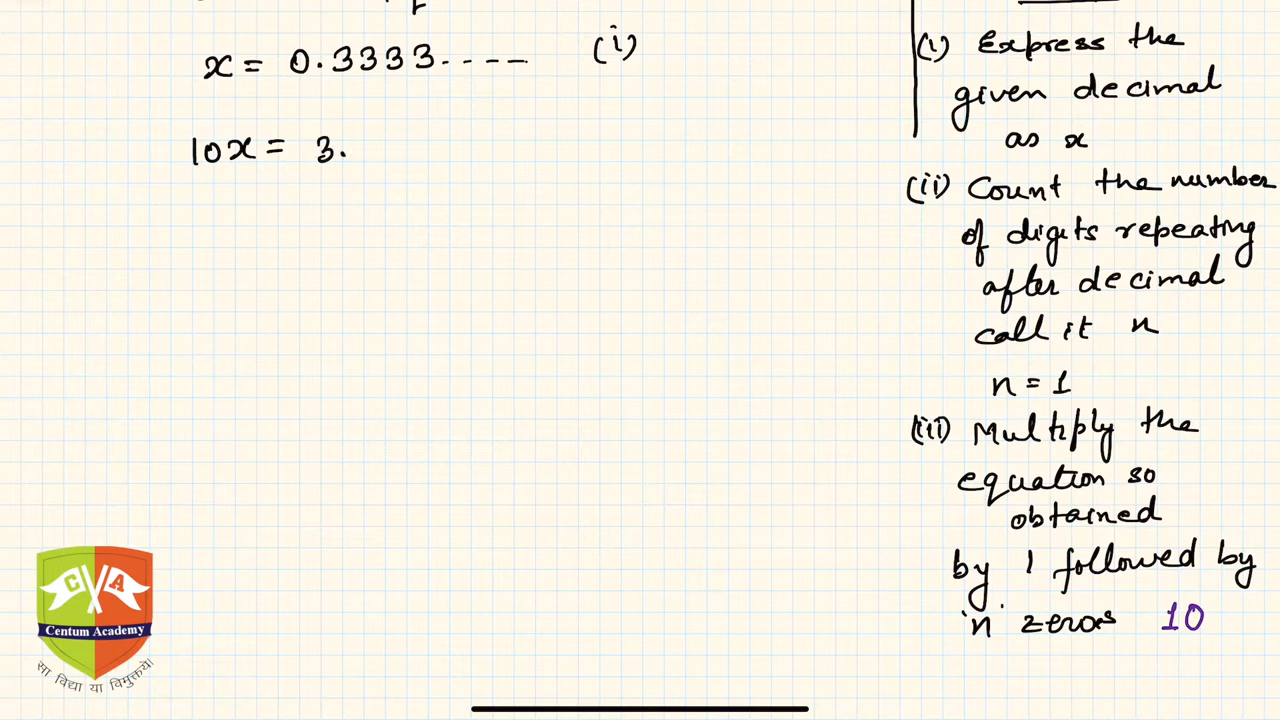 x = 0.3333.---- (i)
10x = 3.
(i) Express the
given decimal
as x
(ii) Count the number
of digits repeating
after decimal
call it n
n = 1
(iii) Multiply the
equation so
obtained
by 1 followed by
'n' zeros 10
C A
Centum Academy
सा विद्या या विमुक्तये।